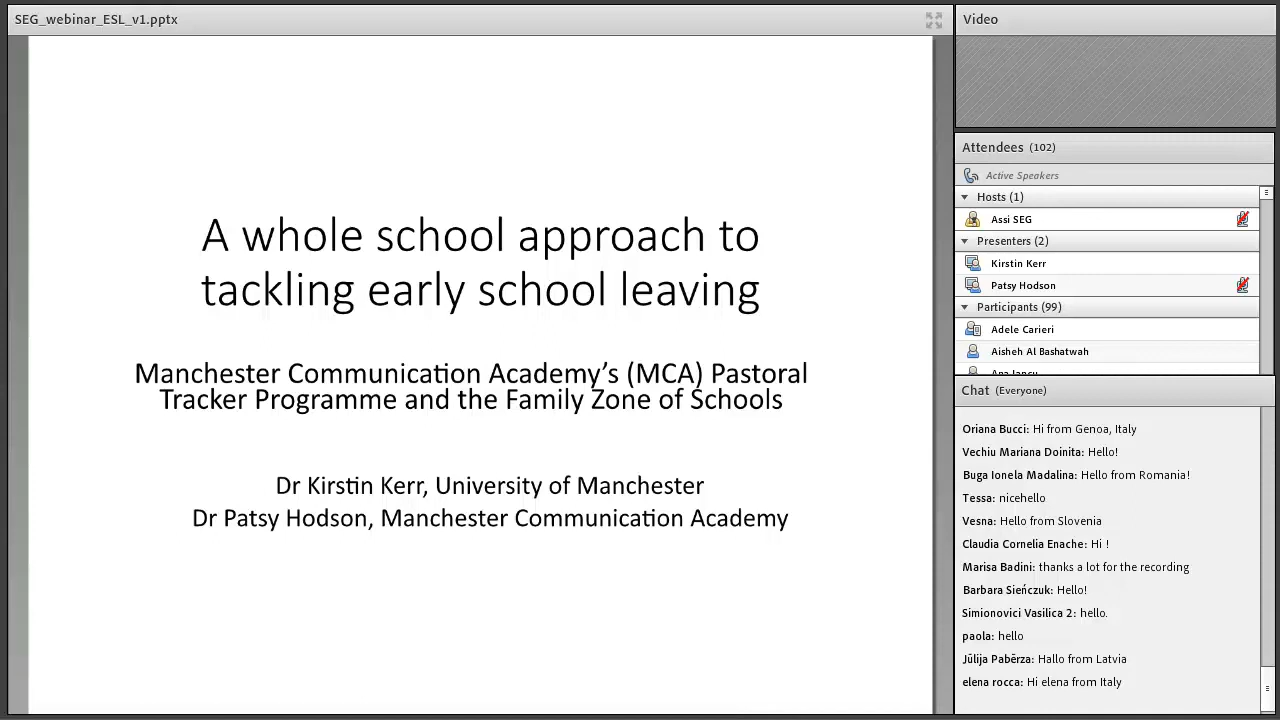 SEG_webinar_ESL_v1.pptx
A whole school approach to
tackling early school leaving
Manchester Communication Academy’s (MCA) Pastoral
Tracker Programme and the Family Zone of Schools
Dr Kirstin Kerr, University of Manchester
Dr Patsy Hodson, Manchester Communication Academy
Video
Attendees (102)
Active Speakers
Hosts (1)
Assi SEG
Presenters (2)
Kirstin Kerr
Patsy Hodson
Participants (99)
Adele Carieri
Aisheh Al Bashatwah
Ana Iancu
Chat (Everyone)
Oriana Bucci: Hi from Genoa, Italy
Vechiu Mariana Doinita: Hello!
Buga Ionela Madalina: Hello from Romania!
Tessa: nicehello
Vesna: Hello from Slovenia
Claudia Cornelia Enache: Hi !
Marisa Badini: thanks a lot for the recording
Barbara Sieńczuk: Hello!
Simionovici Vasilica 2: hello.
paola: hello
Jūlija Pabērza: Hallo from Latvia
elena rocca: Hi elena from Italy